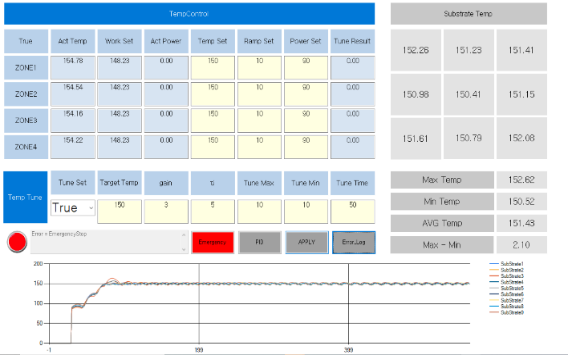 TempControl
True Act Temp Work Set Act Power Temp Set Ramp Set Power Set Tune Result
ZONE1 154.78 148.23 0.00 150 10 90 0.00
ZONE2 154.54 148.23 0.00 150 10 90 0.00
ZONE3 154.16 148.23 0.00 150 10 90 0.00
ZONE4 154.22 148.23 0.00 150 10 90 0.00
Substrate Temp
152.26 151.23 151.41
150.98 150.41 151.15
151.61 150.79 152.08
Temp Tune
Tune Set Target Temp gain Tune Max Tune Min Tune Time
True 150 3 5 10 10 50
Max Temp 152.62
Min Temp 150.52
AVG Temp 151.43
Max - Min 2.10
Error = EmergencyStop
Emergency PID APPLY Error_Log
200
150
100
50
0
-1 199 399
SubStrate1
SubStrate2
SubStrate3
SubStrate4
SubStrate5
SubStrate6
SubStrate7
SubStrate8
SubStrate9